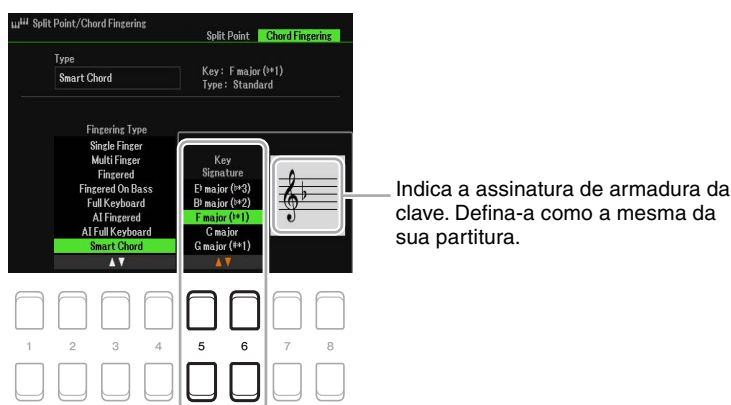 Split Point/Chord Fingering
Split Point Chord Fingering
Type
Smart Chord
Key: F major (♭*1)
Type: Standard
Fingering Type
Single Finger
Multi Finger
Fingered
Fingered On Bass
Full Keyboard
AI Fingered
AI Full Keyboard
Smart Chord
Key
Signature
E♭ major (♭*3)
B♭ major (♭*2)
F major (♭*1)
C major
G major (♯*1)
Indica a assinatura de armadura da
clave. Defina-a como a mesma da
sua partitura.
1 2 3 4 5 6 7 8